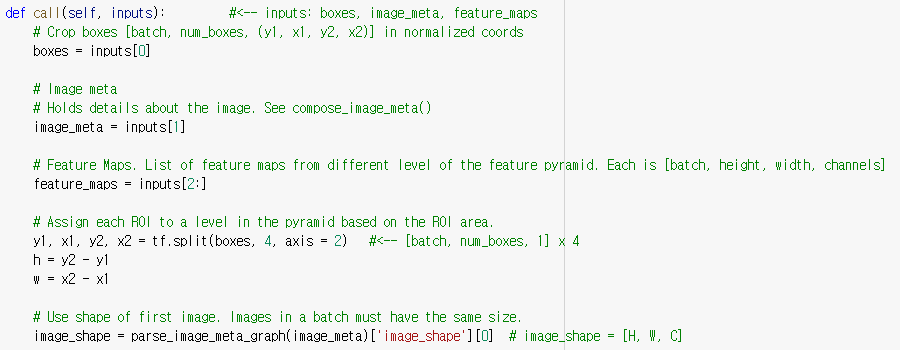 def call(self, inputs):         #<-- inputs: boxes, image_meta, feature_maps
    # Crop boxes [batch, num_boxes, (y1, x1, y2, x2)] in normalized coords
    boxes = inputs[0]

    # Image meta
    # Holds details about the image. See compose_image_meta()
    image_meta = inputs[1]

    # Feature Maps. List of feature maps from different level of the feature pyramid. Each is [batch, height, width, channels]
    feature_maps = inputs[2:]

    # Assign each ROI to a level in the pyramid based on the ROI area.
    y1, x1, y2, x2 = tf.split(boxes, 4, axis = 2)   #<-- [batch, num_boxes, 1] x 4
    h = y2 - y1
    w = x2 - x1

    # Use shape of first image. Images in a batch must have the same size.
    image_shape = parse_image_meta_graph(image_meta)['image_shape'][0]  # image_shape = [H, W, C]